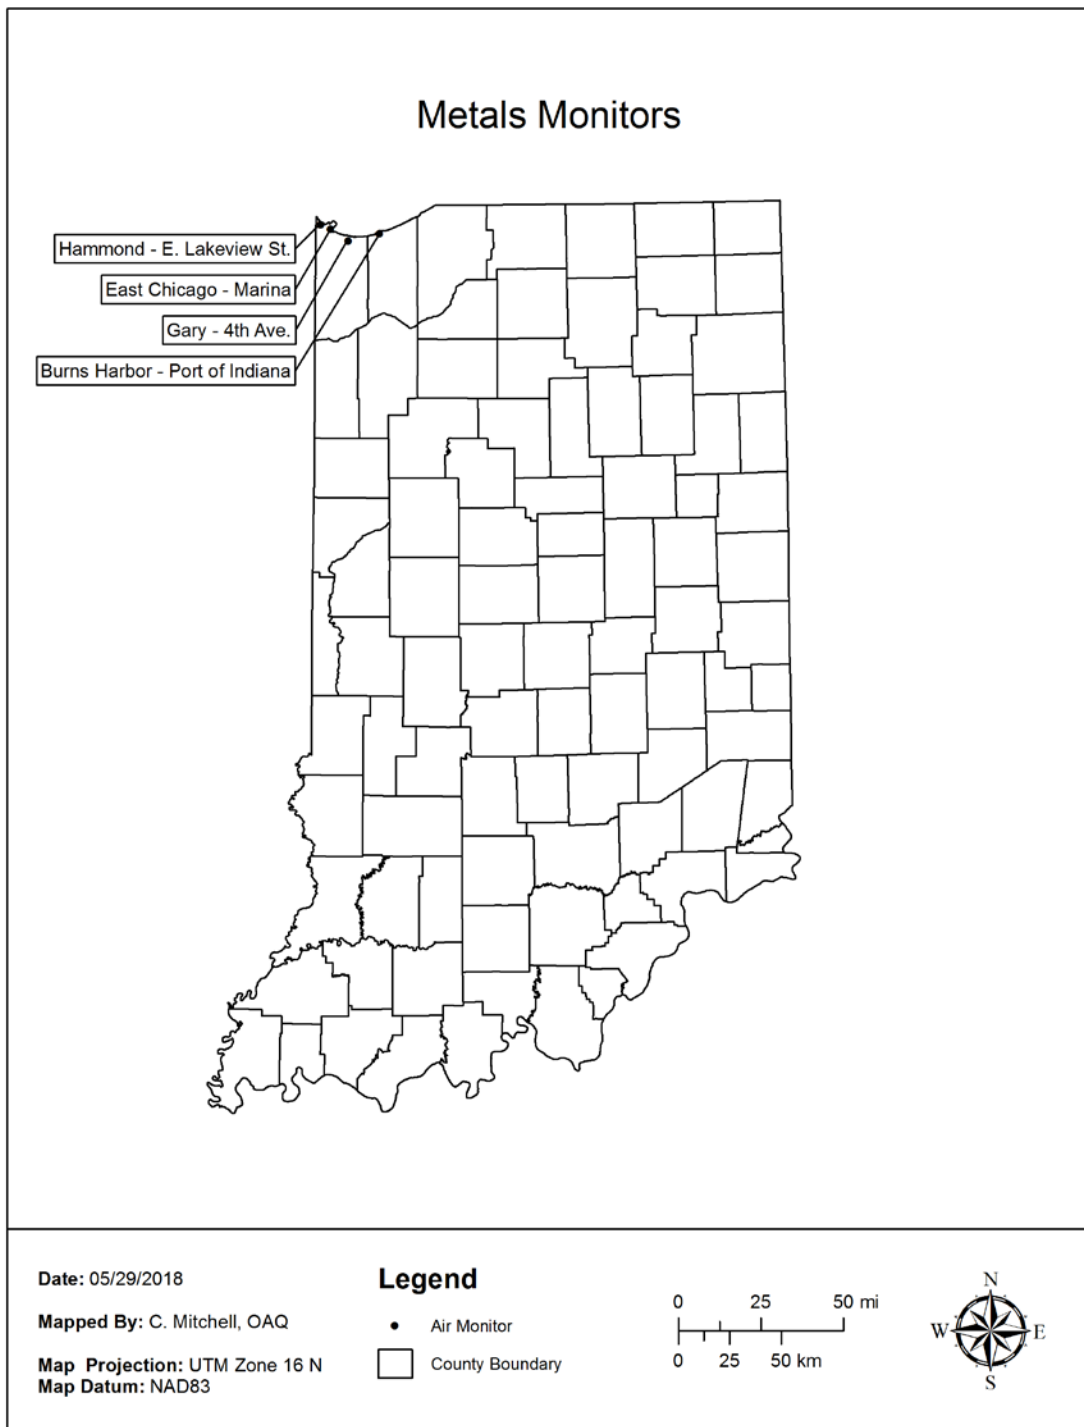 Metals Monitors
Hammond - E. Lakeview St.
East Chicago - Marina
Gary - 4th Ave.
Burns Harbor - Port of Indiana
Date: 05/29/2018
Mapped By: C. Mitchell, OAQ
Map Projection: UTM Zone 16 N
Map Datum: NAD83
Legend
Air Monitor
County Boundary
0 25 50 mi
0 25 50 km
N
W E
S